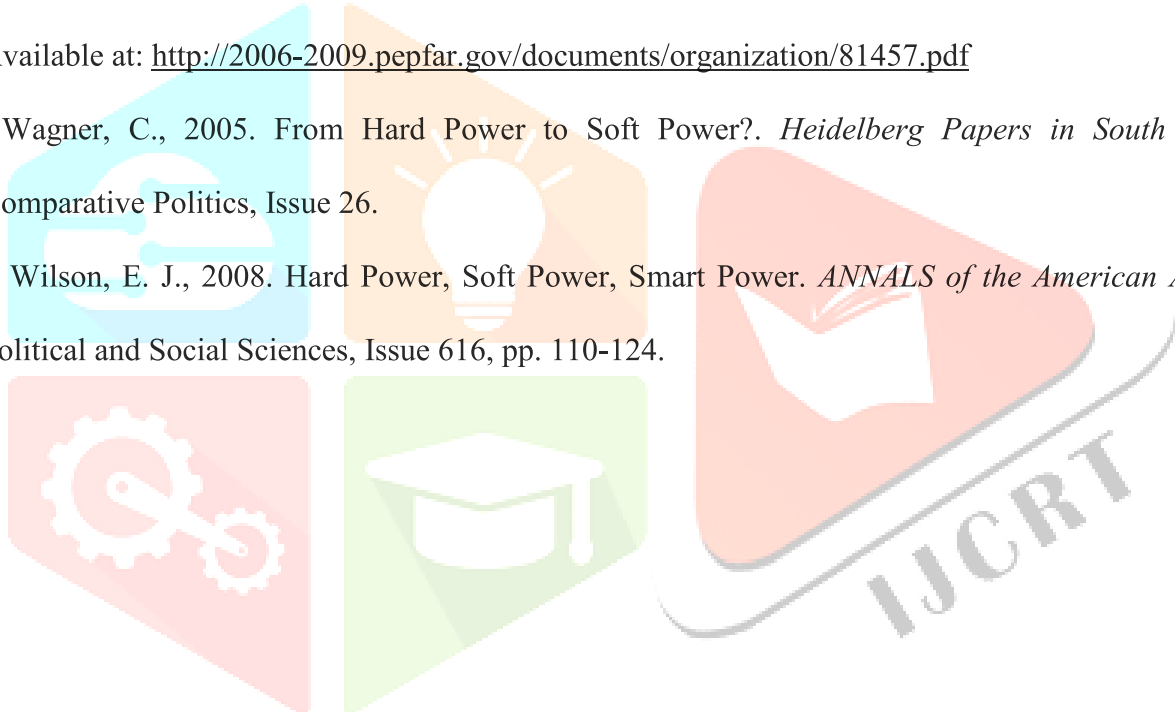 vailable at: http://2006-2009.pepfar.gov/documents/organization/81457.pdf
Wagner, C., 2005. From Hard Power to Soft Power?. Heidelberg Papers in South
omparative Politics, Issue 26.
Wilson, E. J., 2008. Hard Power, Soft Power, Smart Power. ANNALS of the American A
olitical and Social Sciences, Issue 616, pp. 110-124.
IJCRT